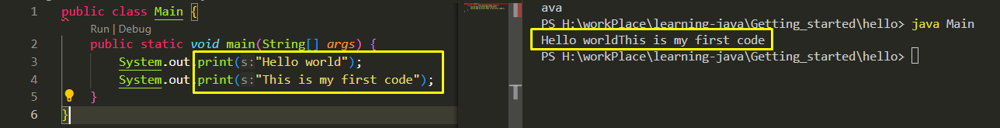 1 public class Main {
Run | Debug
2 public static void main(String[] args) {
3 System.out.print(s:"Hello world");
4 System.out.print(s:"This is my first code");
5 }
6 }
ava
PS H:\workPlace\learning-java\Getting_started\hello> java Main
Hello worldThis is my first code
PS H:\workPlace\learning-java\Getting_started\hello>